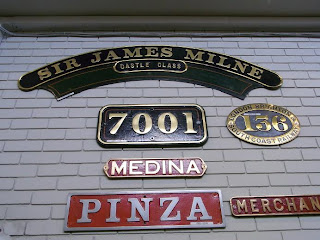 SIR JAMES MILNE
CASTLE CLASS
7001
LONDON BRIGHTON &
156
SOUTH COAST RAILWAY
MEDINA
PINZA
MERCHAN